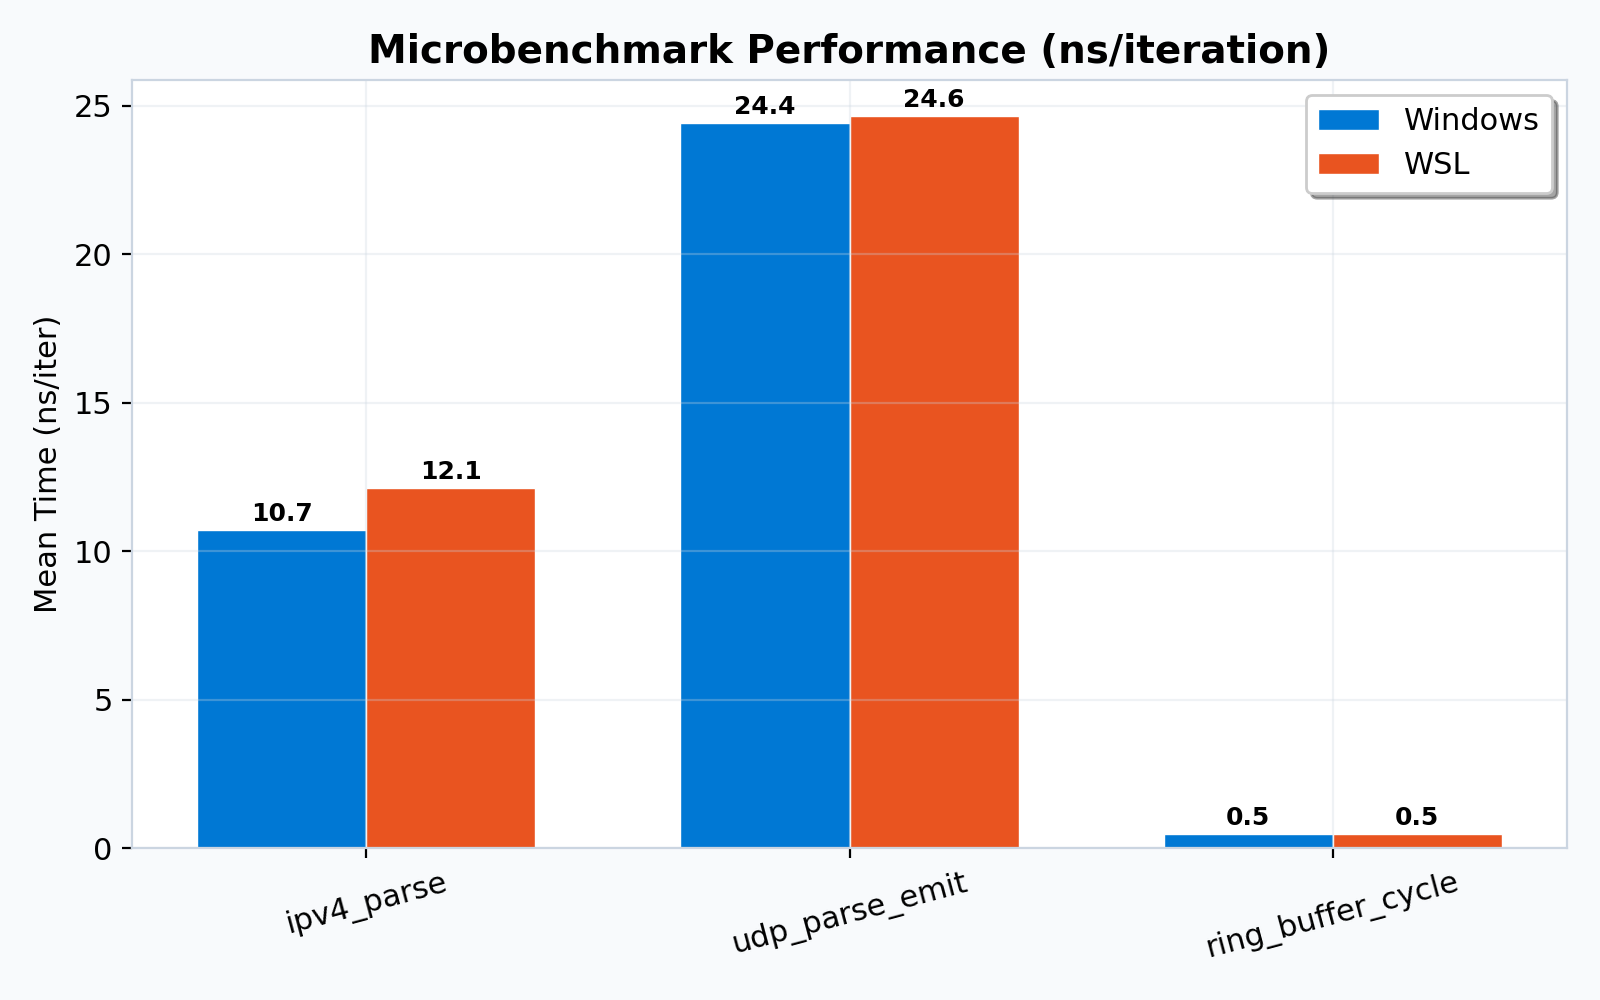 Microbenchmark Performance (ns/iteration)
Mean Time (ns/iter)
25
20
15
10
5
0
10.7
12.1
24.4
24.6
0.5
0.5
Windows
WSL
ipv4_parse
udp_parse_emit
ring_buffer_cycle